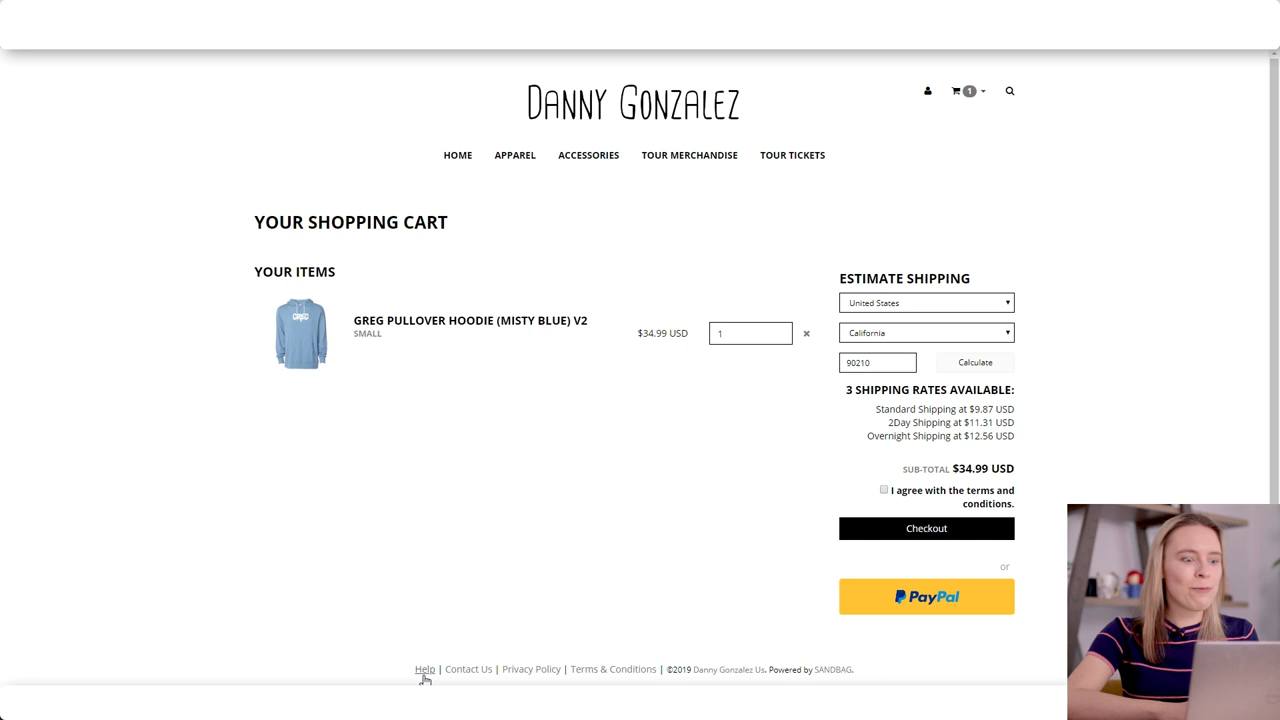 DANNY GONZALEZ
1
HOME APPAREL ACCESSORIES TOUR MERCHANDISE TOUR TICKETS
YOUR SHOPPING CART
YOUR ITEMS
GREG
GREG PULLOVER HOODIE (MISTY BLUE) V2
SMALL
$34.99 USD
1
ESTIMATE SHIPPING
United States
California
90210 Calculate
3 SHIPPING RATES AVAILABLE:
Standard Shipping at $9.87 USD
2Day Shipping at $11.31 USD
Overnight Shipping at $12.56 USD
SUB-TOTAL $34.99 USD
I agree with the terms and
conditions.
Checkout
or
PayPal
Help | Contact Us | Privacy Policy | Terms & Conditions | ©2019 Danny Gonzalez Us. Powered by SANDBAG.